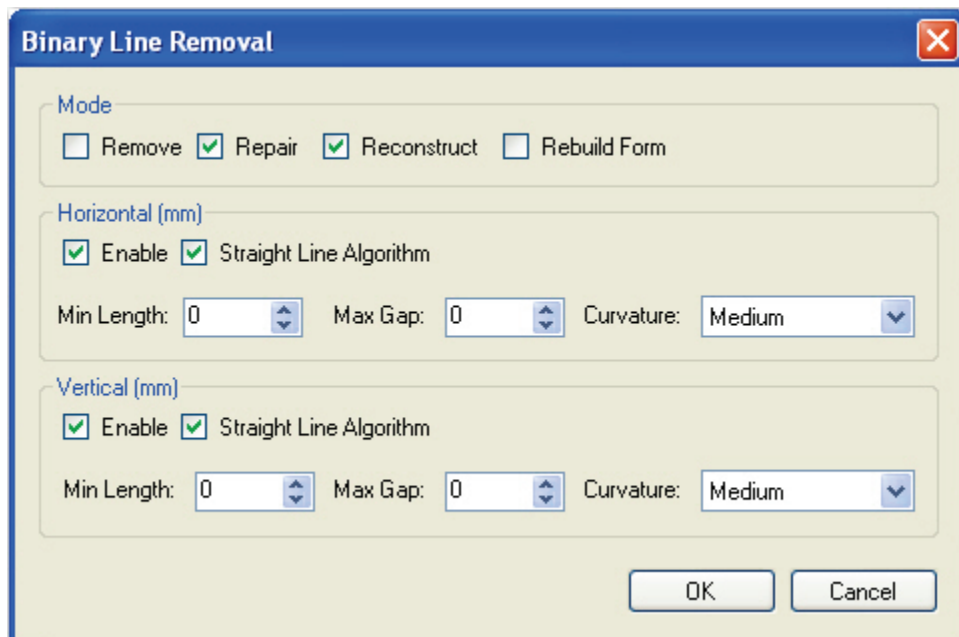 Binary Line Removal
Mode
Remove Repair Reconstruct Rebuild Form
Horizontal (mm)
Enable Straight Line Algorithm
Min Length: 0 Max Gap: 0 Curvature: Medium
Vertical (mm)
Enable Straight Line Algorithm
Min Length: 0 Max Gap: 0 Curvature: Medium
OK Cancel